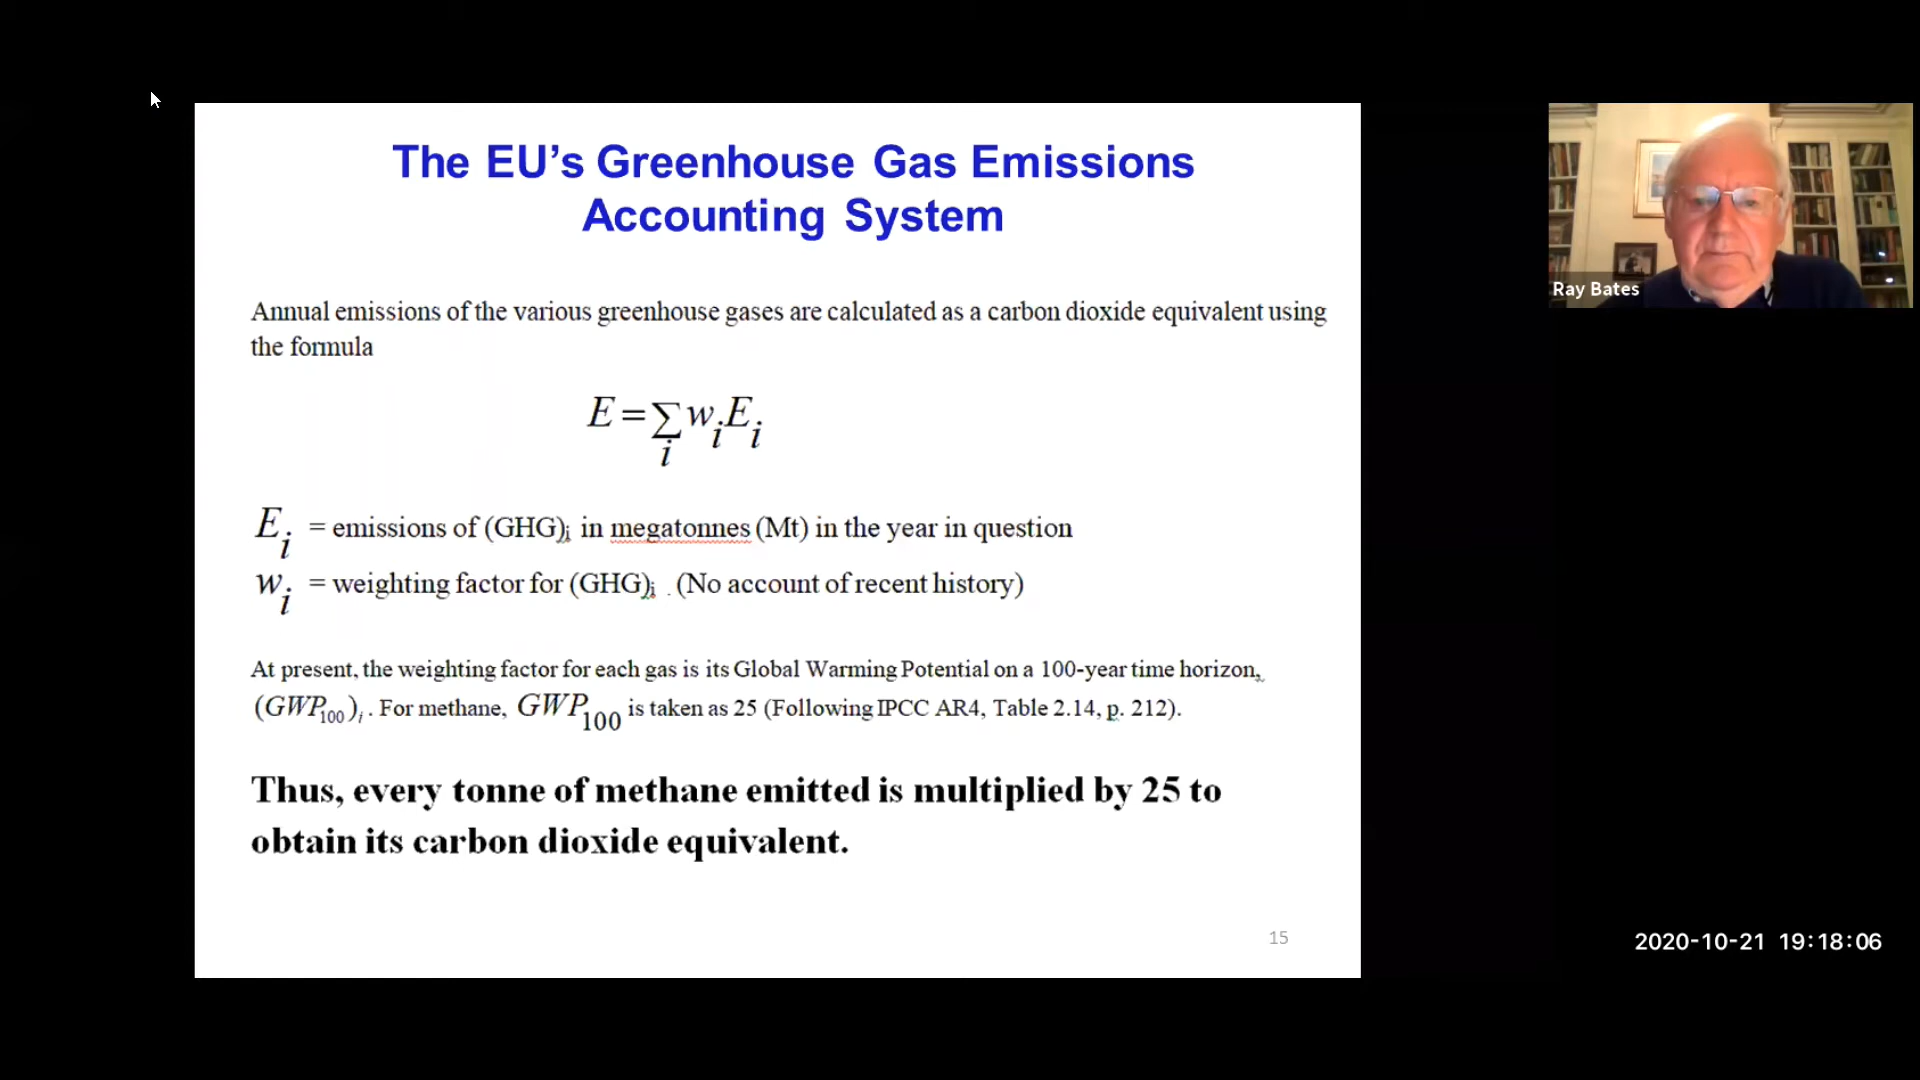 The EU’s Greenhouse Gas Emissions
Accounting System
Annual emissions of the various greenhouse gases are calculated as a carbon dioxide equivalent using
the formula
E = ∑ᵢ wᵢEᵢ
Eᵢ = emissions of (GHG)ᵢ in megatonnes (Mt) in the year in question
wᵢ = weighting factor for (GHG)ᵢ . (No account of recent history)
At present, the weighting factor for each gas is its Global Warming Potential on a 100-year time horizon,
(GWP₁₀₀)ᵢ. For methane, GWP₁₀₀ is taken as 25 (Following IPCC AR4, Table 2.14, p. 212).
Thus, every tonne of methane emitted is multiplied by 25 to
obtain its carbon dioxide equivalent.
15
Ray Bates
2020-10-21 19:18:06